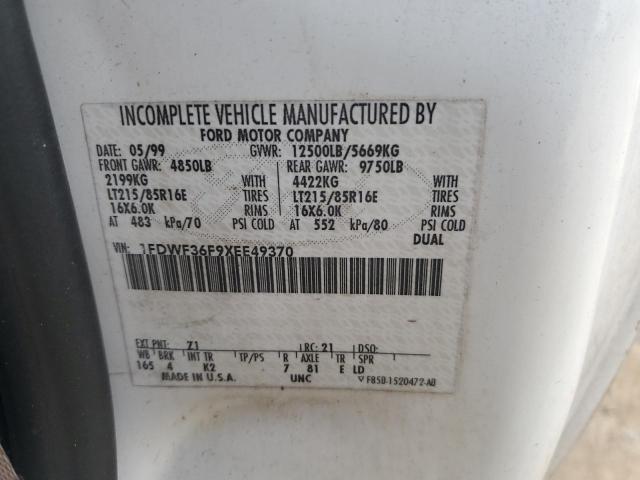 INCOMPLETE VEHICLE MANUFACTURED BY
FORD MOTOR COMPANY
DATE: 05/99 GVWR: 12500LB/5669KG
FRONT GAWR: 4850LB REAR GAWR: 9750LB
2199KG WITH 4422KG WITH
LT215/85R16E TIRES LT215/85R16E TIRES
16X6.0K RIMS 16X6.0K RIMS
AT 483 kPa/70 PSI COLD AT 552 kPa/80 PSI COLD
DUAL
VIN: 1FDWF36F9XEE49370
EXT PNT: Z1 RC: 21 DSO:
WB BRK INT TR TP/PS R AXLE TR SPR
165 4 K2 7 81 E LD
MADE IN U.S.A. UNC F85B-1520472-AB